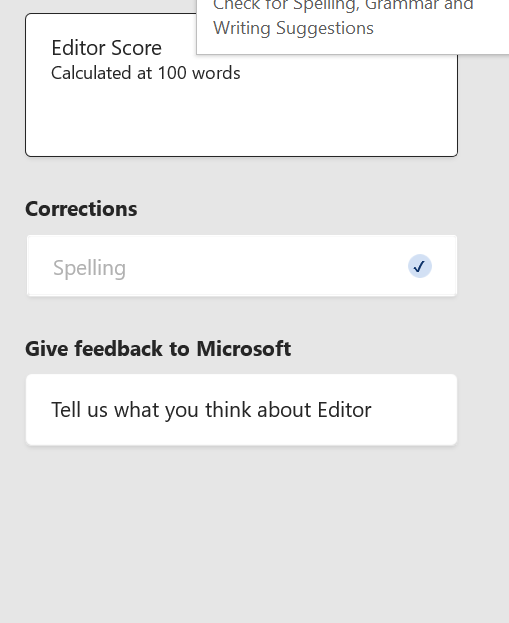 Check for Spelling, Grammar and
Writing Suggestions
Editor Score
Calculated at 100 words
Corrections
Spelling
Give feedback to Microsoft
Tell us what you think about Editor